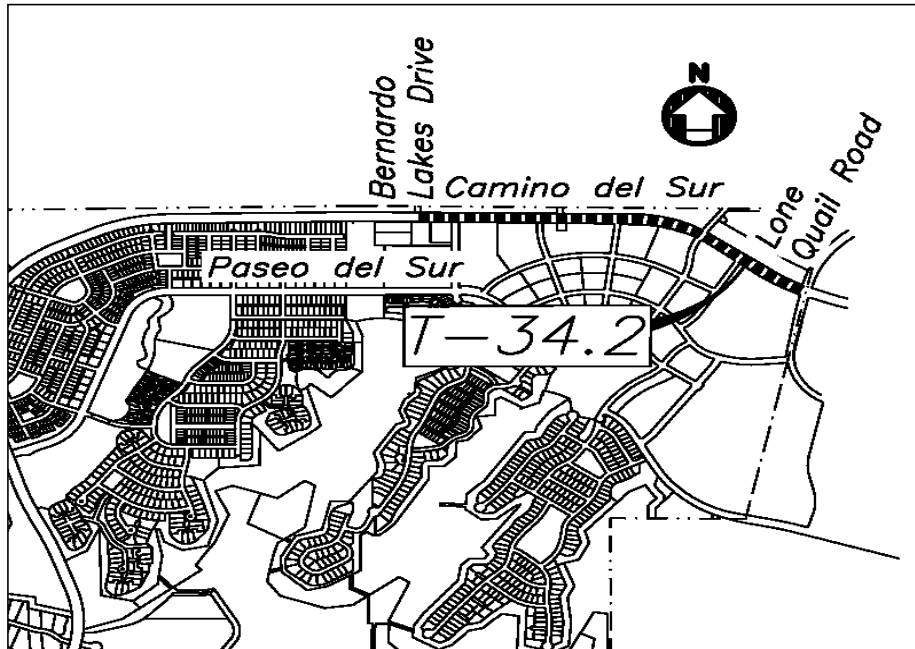 N
Bernardo
Lakes Drive
Camino del Sur
Lone
Quail Road
Paseo del Sur
T-34.2